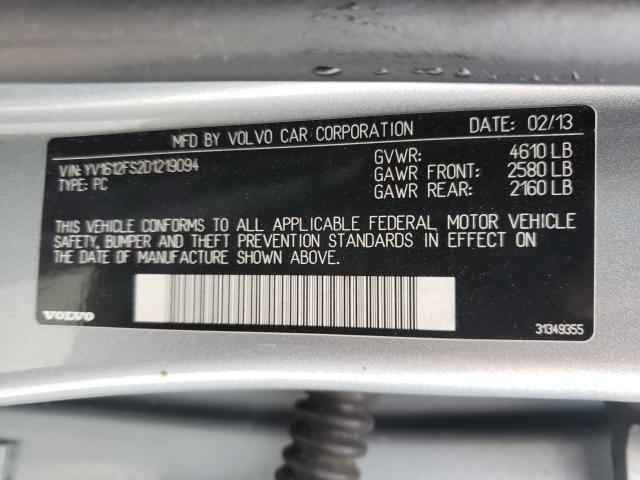 MFD BY VOLVO CAR CORPORATION DATE: 02/13
VIN: YV1612FS2D1219094 GVWR: 4610 LB
TYPE: PC GAWR FRONT: 2580 LB
GAWR REAR: 2160 LB
THIS VEHICLE CONFORMS TO ALL APPLICABLE FEDERAL MOTOR VEHICLE
SAFETY, BUMPER AND THEFT PREVENTION STANDARDS IN EFFECT ON
THE DATE OF MANUFACTURE SHOWN ABOVE.
VOLVO 31349355